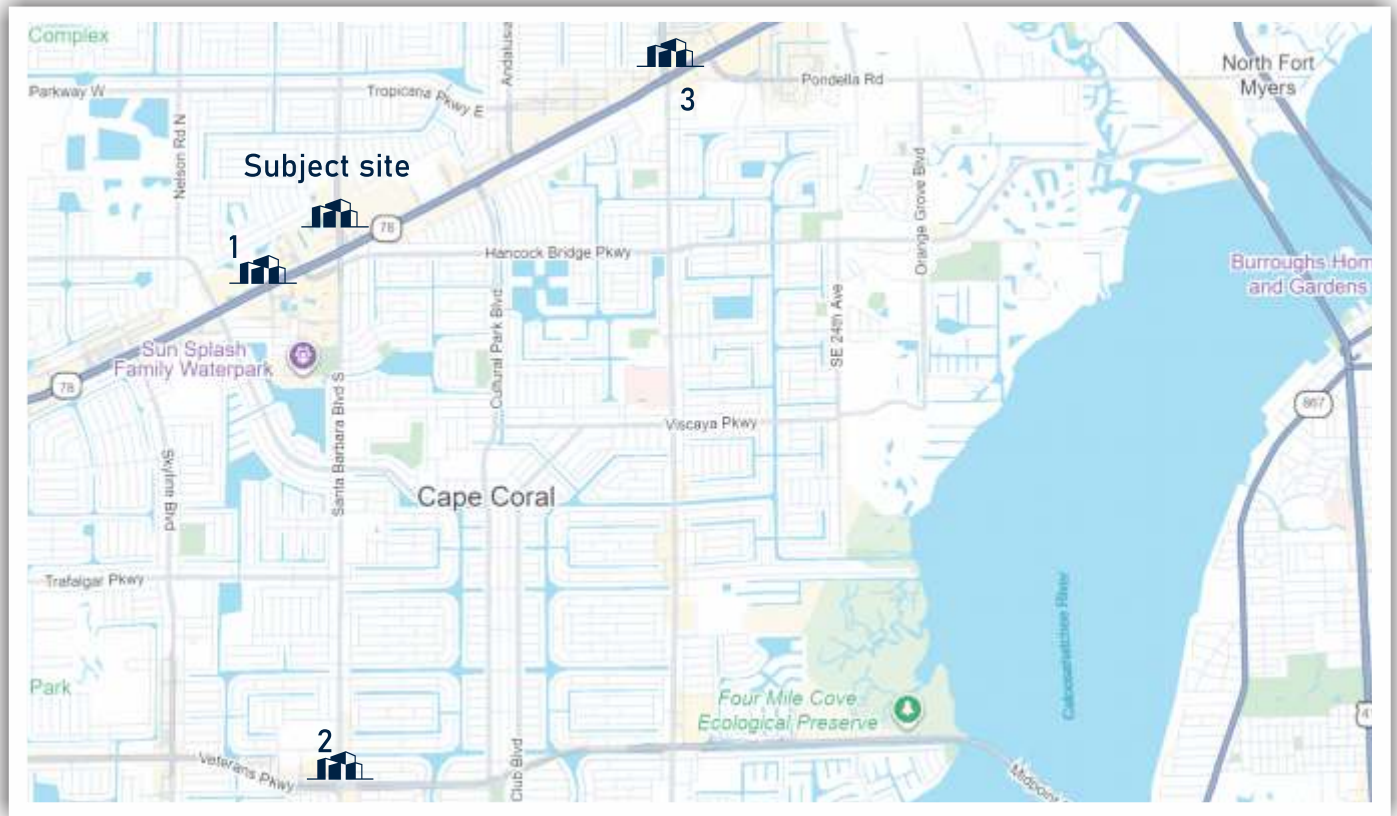 Complex
Parkway W
Tropicana Pkwy E
Andalusia
Pondella Rd
North Fort
Myers
3
Nelson Rd N
Subject site
78
1
Hancock Bridge Pkwy
Orange Grove Blvd
Burroughs Hom
and Gardens
Sun Splash
Family Waterpark
78
Cultural Park Blvd
SE 24th Ave
867
Santa Barbara Blvd S
Viscaya Pkwy
Skyline Blvd
Cape Coral
Trafalgar Pkwy
Caloosahatchee River
Park
Four Mile Cove
Ecological Preserve
4
2
Veterans Pkwy
Club Blvd
Midpoint